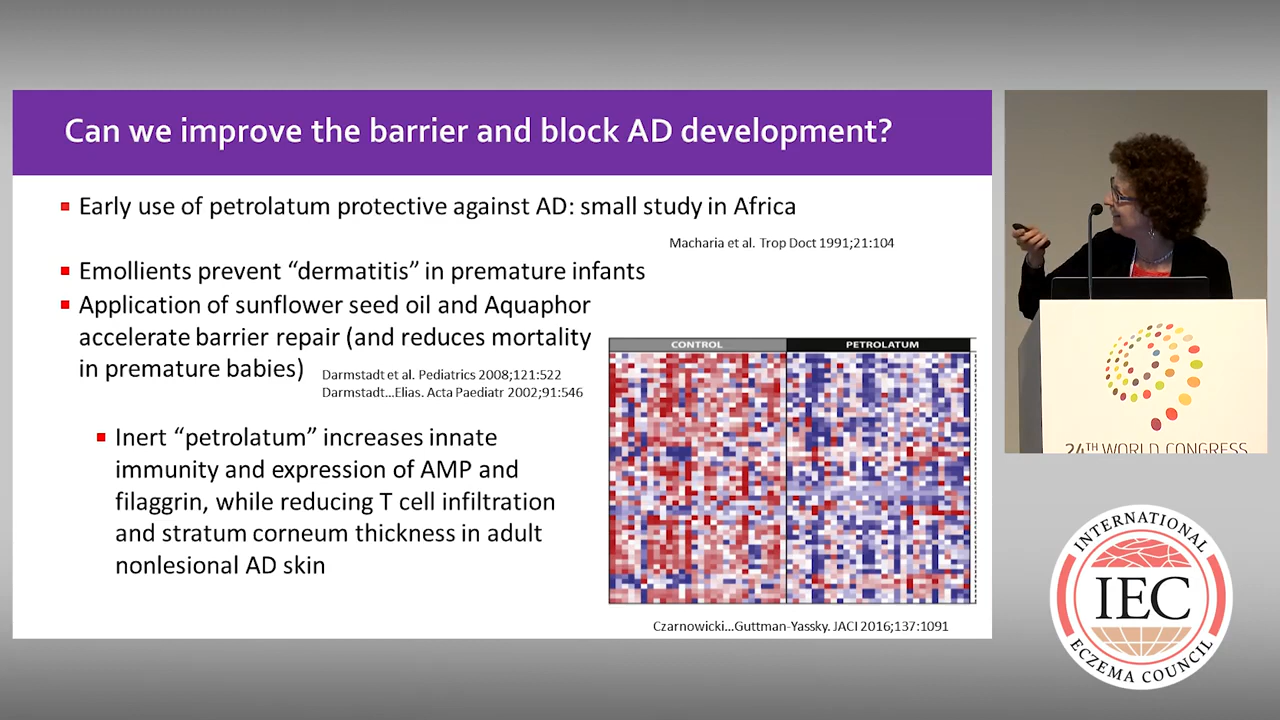 Can we improve the barrier and block AD development?
▪ Early use of petrolatum protective against AD: small study in Africa
Macharia et al. Trop Doct 1991;21:104
▪ Emollients prevent “dermatitis” in premature infants
▪ Application of sunflower seed oil and Aquaphor
accelerate barrier repair (and reduces mortality
in premature babies)
Darmstadt et al. Pediatrics 2008;121:522
Darmstadt...Elias. Acta Paediatr 2002;91:546
▪ Inert “petrolatum” increases innate
immunity and expression of AMP and
filaggrin, while reducing T cell infiltration
and stratum corneum thickness in adult
nonlesional AD skin
CONTROL
PETROLATUM
Czarnowicki...Guttman-Yassky. JACI 2016;137:1091
24TH WORLD CONGRESS
INTERNATIONAL
IEC
ECZEMA COUNCIL